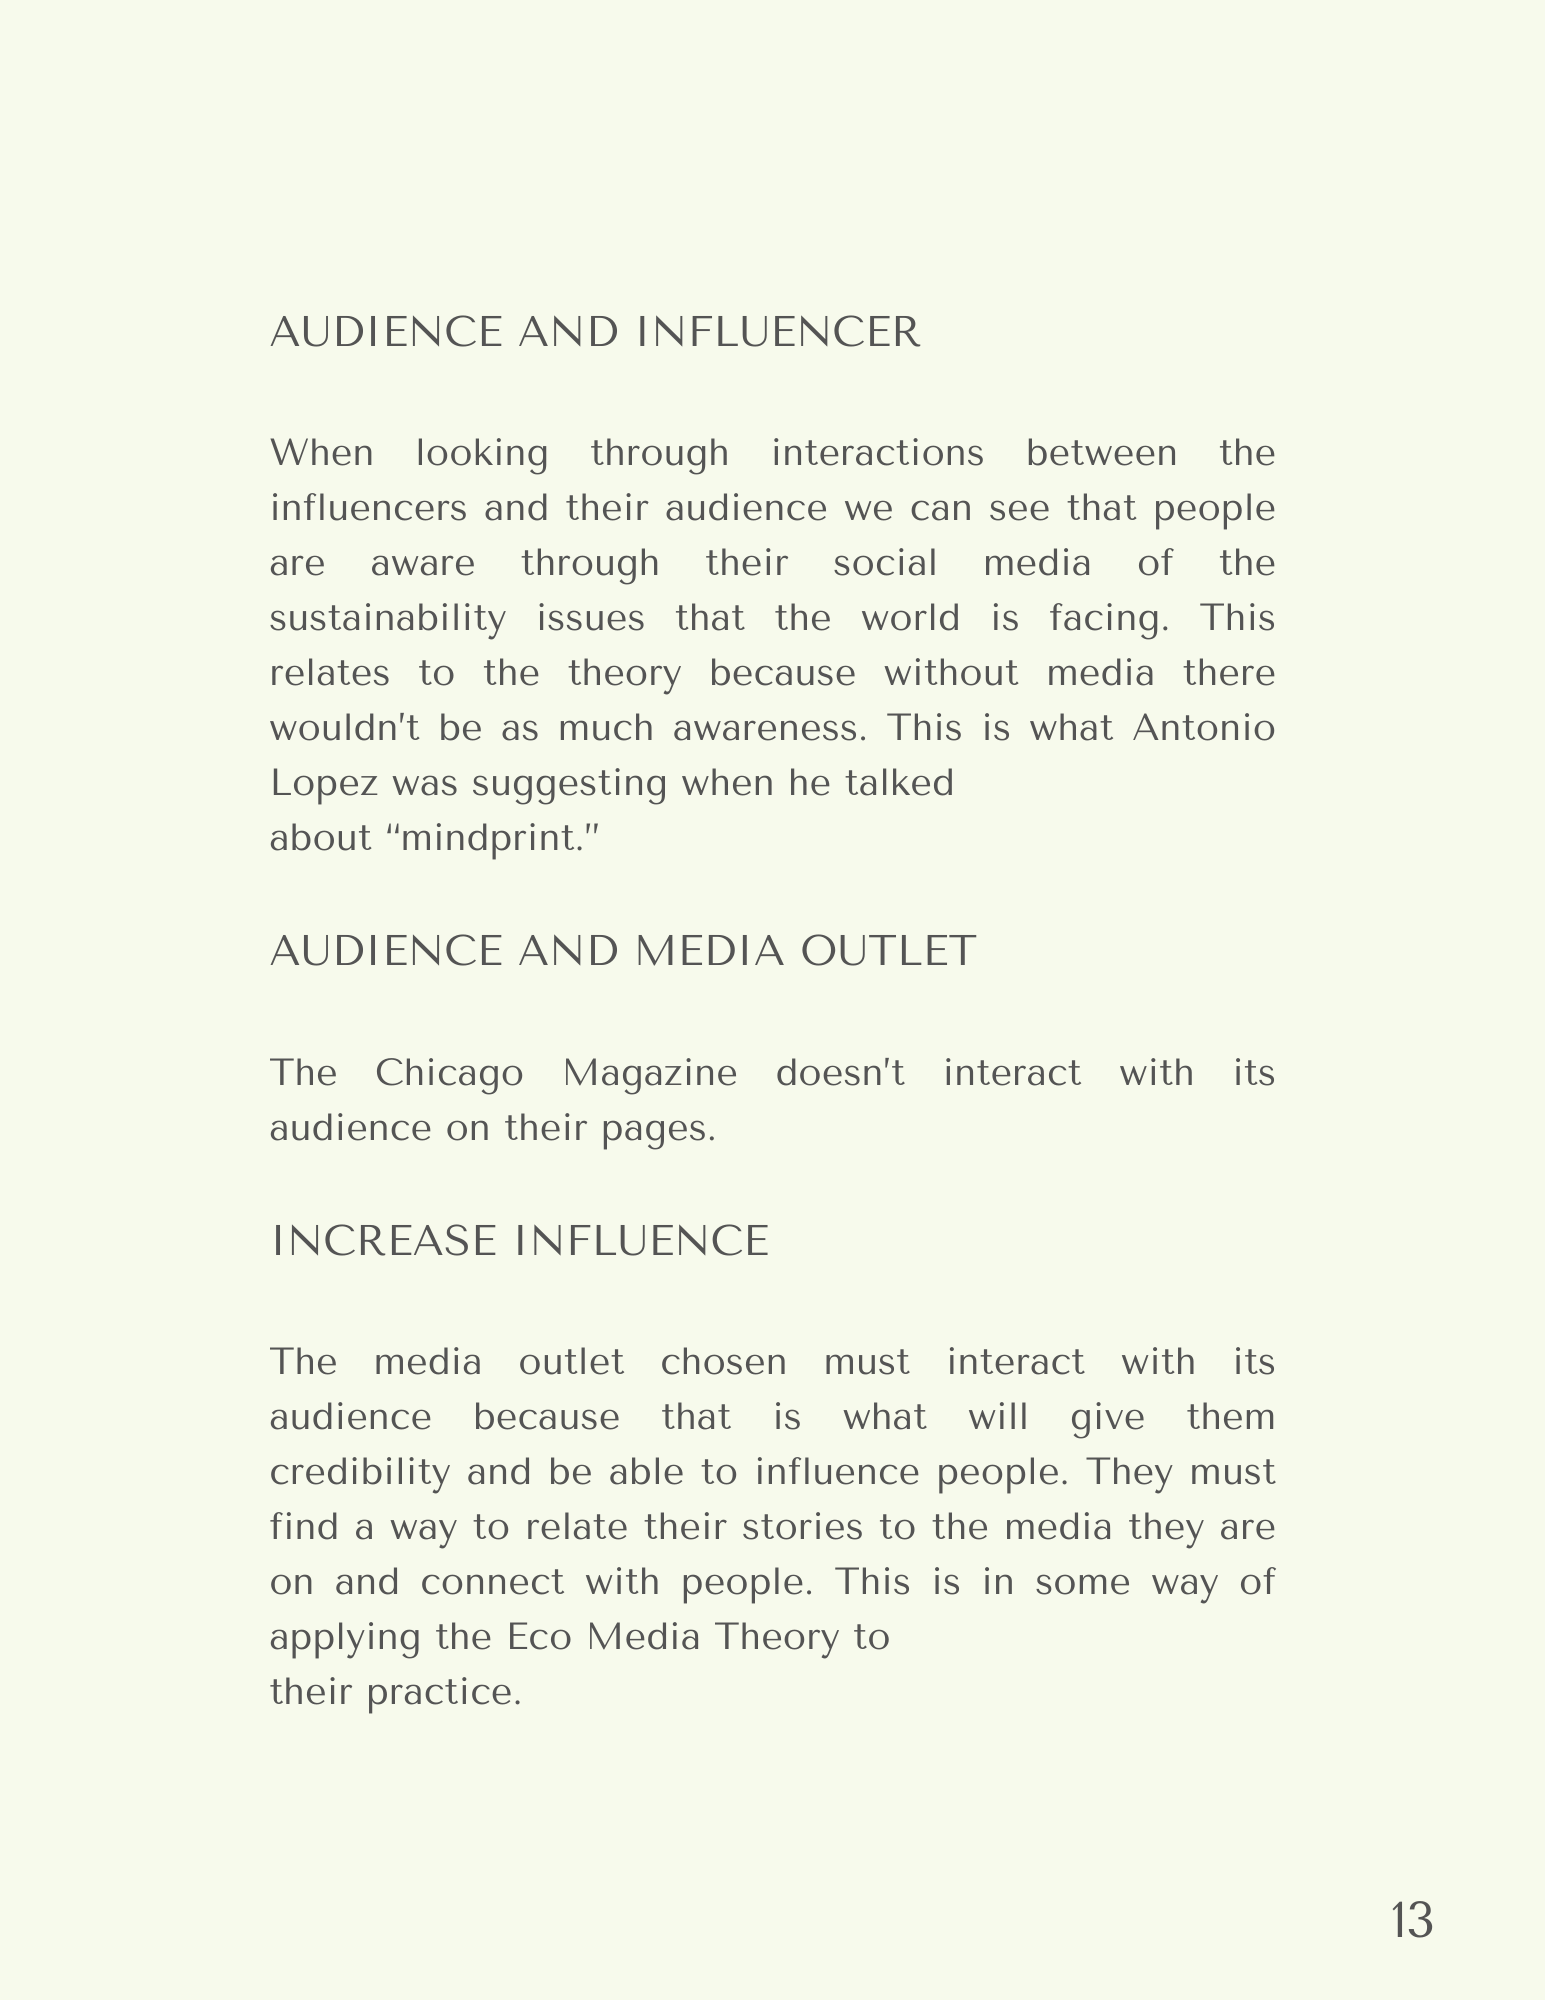 AUDIENCE AND INFLUENCER
When looking through interactions between the
influencers and their audience we can see that people
are aware through their social media of the
sustainability issues that the world is facing. This
relates to the theory because without media there
wouldn't be as much awareness. This is what Antonio
Lopez was suggesting when he talked
about “mindprint.”
AUDIENCE AND MEDIA OUTLET
The Chicago Magazine doesn't interact with its
audience on their pages.
INCREASE INFLUENCE
The media outlet chosen must interact with its
audience because that is what will give them
credibility and be able to influence people. They must
find a way to relate their stories to the media they are
on and connect with people. This is in some way of
applying the Eco Media Theory to
their practice.
13